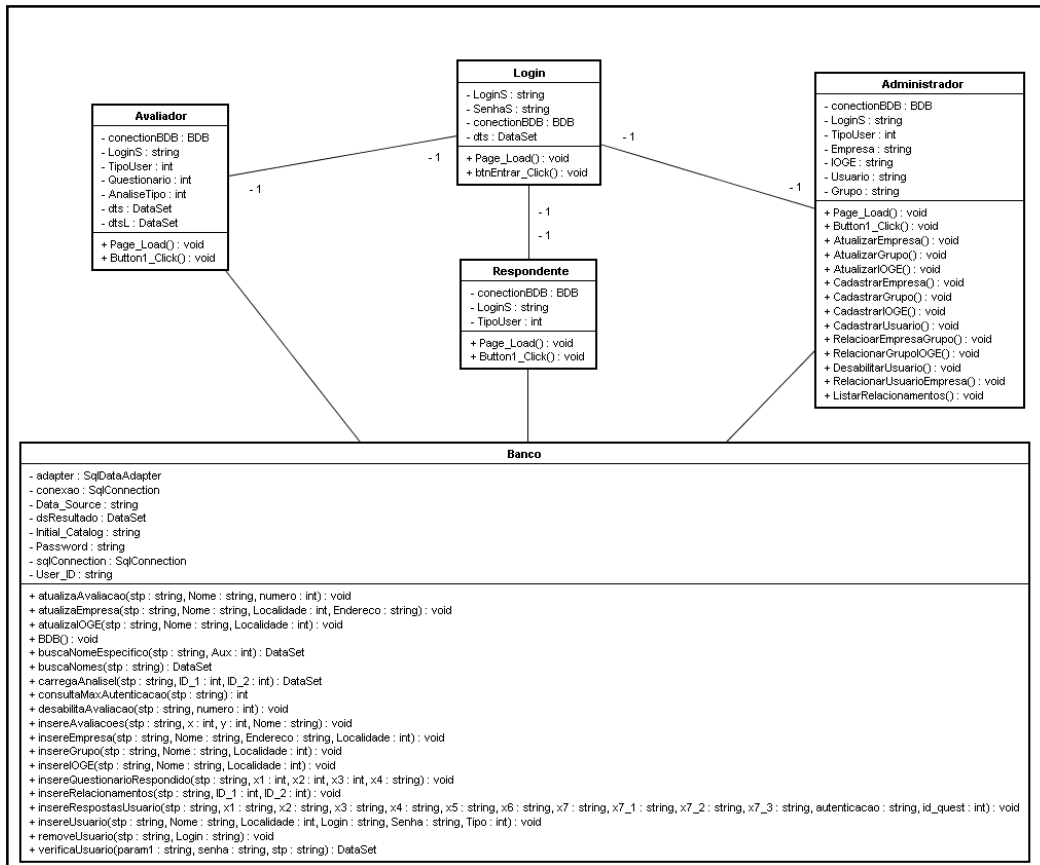 Login
- LoginS : string
- SenhaS : string
- conectionBDB : BDB
- dts : DataSet
+ Page_Load() : void
+ btnEntrar_Click() : void
Avaliador
- conectionBDB : BDB
- LoginS : string
- TipoUser : int
- Questionario : int
- AnaliseTipo : int
- dts : DataSet
- dtsL : DataSet
+ Page_Load() : void
+ Button1_Click() : void
Administrador
- conectionBDB : BDB
- LoginS : string
- TipoUser : int
- Empresa : string
- IOGE : string
- Usuario : string
- Grupo : string
+ Page_Load() : void
+ Button1_Click() : void
+ AtualizarEmpresa() : void
+ AtualizarGrupo() : void
+ AtualizarIOGE() : void
+ CadastrarEmpresa() : void
+ CadastrarGrupo() : void
+ CadastrarIOGE() : void
+ CadastrarUsuario() : void
+ RelacioarEmpresaGrupo() : void
+ RelacionarGrupoIOGE() : void
+ DesabilitarUsuario() : void
+ RelacionarUsuarioEmpresa() : void
+ ListarRelacionamentos() : void
- 1
- 1
- 1
- 1
- 1
- 1
Respondente
- conectionBDB : BDB
- LoginS : string
- TipoUser : int
+ Page_Load() : void
+ Button1_Click() : void
Banco
- adapter : SqlDataAdapter
- conexao : SqlConnection
- Data_Source : string
- dsResultado : DataSet
- Initial_Catalog : string
- Password : string
- sqlConnection : SqlConnection
- User_ID : string
+ atualizaAvaliacao(stp : string, Nome : string, numero : int) : void
+ atualizaEmpresa(stp : string, Nome : string, Localidade : int, Endereco : string) : void
+ atualizaIOGE(stp : string, Nome : string, Localidade : int) : void
+ BDB() : void
+ buscaNomeEspecifico(stp : string, Aux : int) : DataSet
+ buscaNomes(stp : string) : DataSet
+ carregaAnaliseI(stp : string, ID_1 : int, ID_2 : int) : DataSet
+ consultaMaxAutenticacao(stp : string) : int
+ desabilitaAvaliacao(stp : string, numero : int) : void
+ insereAvaliacoes(stp : string, x : int, y : int, Nome : string) : void
+ insereEmpresa(stp : string, Nome : string, Endereco : string, Localidade : int) : void
+ insereGrupo(stp : string, Nome : string, Localidade : int) : void
+ insereIOGE(stp : string, Nome : string, Localidade : int) : void
+ insereQuestionarioRespondido(stp : string, x1 : int, x2 : int, x3 : int, x4 : string) : void
+ insereRelacionamentos(stp : string, ID_1 : int, ID_2 : int) : void
+ insereRespostasUsuario(stp : string, x1 : string, x2 : string, x3 : string, x4 : string, x5 : string, x6 : string, x7 : string, x7_1 : string, x7_2 : string, x7_3 : string, autenticacao : string, id_quest : int) : void
+ insereUsuario(stp : string, Nome : string, Localidade : int, Login : string, Senha : string, Tipo : int) : void
+ removeUsuario(stp : string, Login : string) : void
+ verificaUsuario(param1 : string, senha : string, stp : string) : DataSet